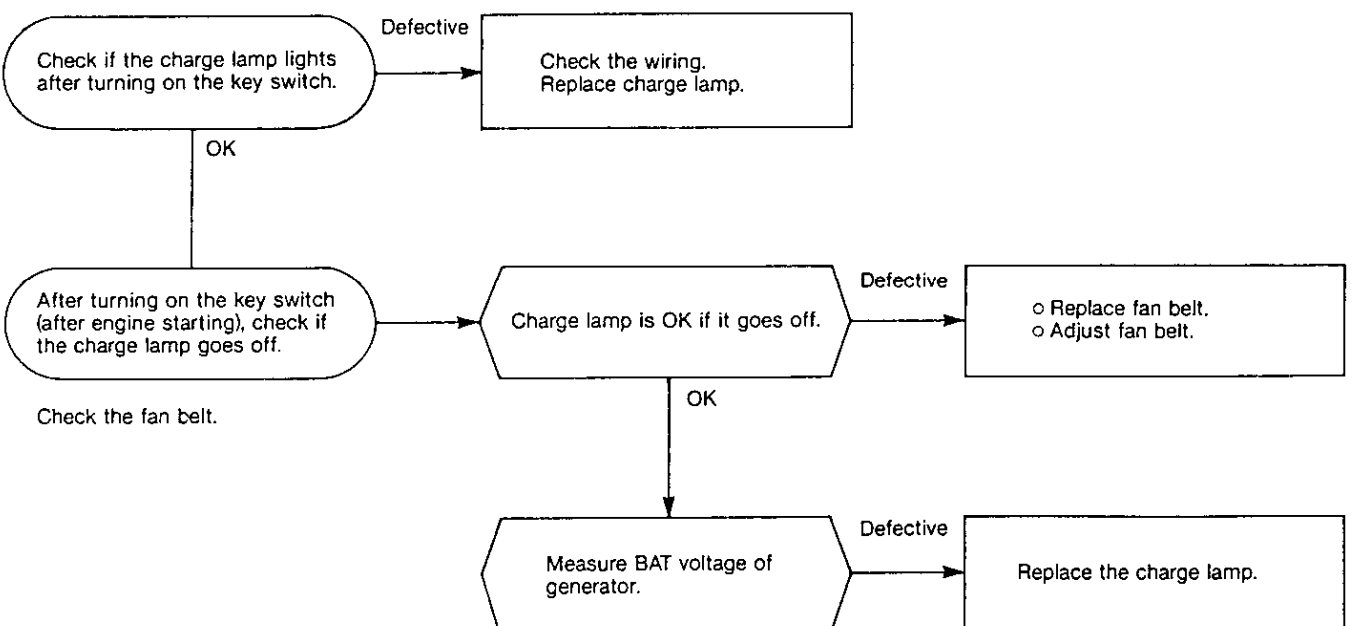 Defective
Check if the charge lamp lights
after turning on the key switch.
Check the wiring.
Replace charge lamp.
OK
After turning on the key switch
(after engine starting), check if
the charge lamp goes off.
Charge lamp is OK if it goes off.
Defective
○ Replace fan belt.
○ Adjust fan belt.
Check the fan belt.
OK
Measure BAT voltage of
generator.
Defective
Replace the charge lamp.